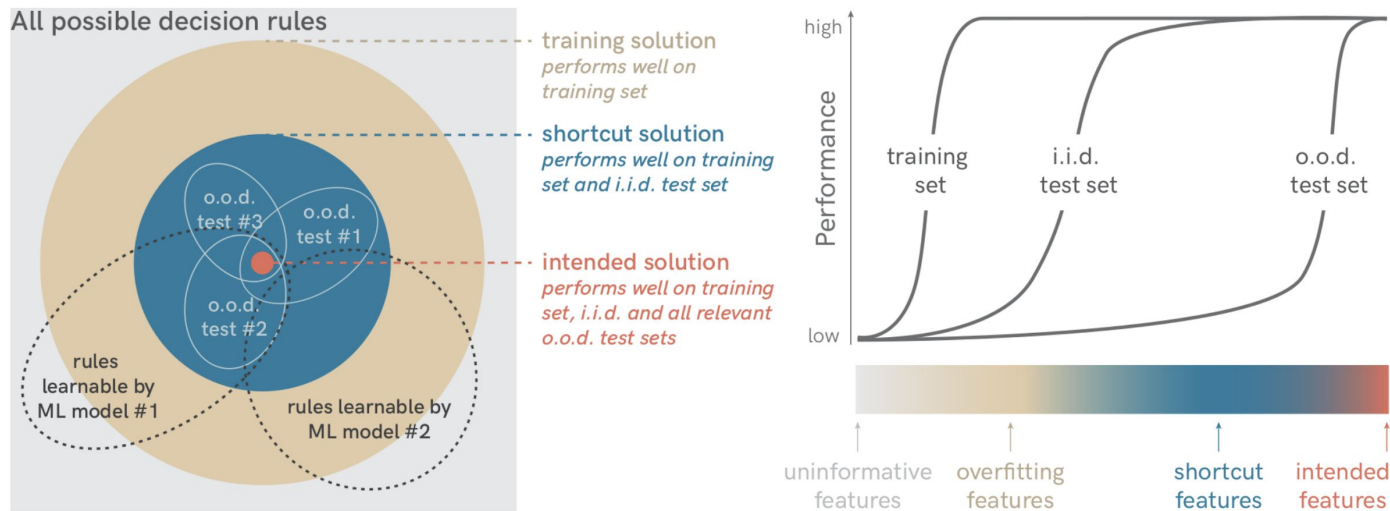 All possible decision rules
training solution
performs well on
training set
shortcut solution
performs well on training
set and i.i.d. test set
intended solution
performs well on training
set, i.i.d. and all relevant
o.o.d. test sets
o.o.d.
test #3
o.o.d.
test #1
o.o.d.
test #2
rules
learnable by
ML model #1
rules learnable by
ML model #2
high
Performance
low
training
set
i.i.d.
test set
o.o.d.
test set
uninformative
features
overfitting
features
shortcut
features
intended
features